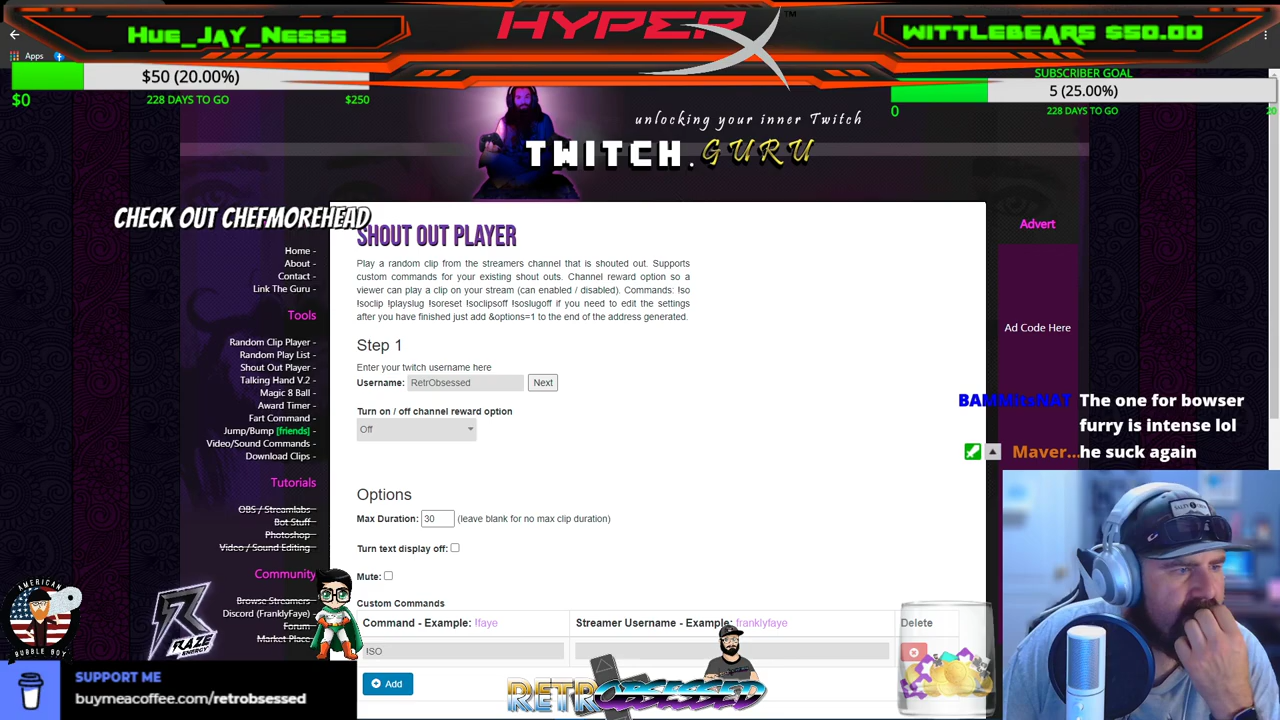 Hue_Jay_Nesss
HYPERX™
WITTLEBEARS $50.00
Apps
$50 (20.00%)
$0
228 DAYS TO GO
$250
SUBSCRIBER GOAL
5 (25.00%)
0
228 DAYS TO GO
20
unlocking your inner Twitch
TWITCH.GURU
CHECK OUT CHEFMOREHEAD
Home -
About -
Contact -
Link The Guru -
Tools
Random Clip Player -
Random Play List -
Shout Out Player -
Talking Hand V.2 -
Magic 8 Ball -
Award Timer -
Fart Command -
Jump/Bump [friends] -
Video/Sound Commands -
Download Clips -
Tutorials
OBS / Streamlabs -
Bot Stuff -
Photoshop -
Video / Sound Editing -
Community
Browse Streamers -
Discord (FranklyFaye) -
Forum -
Market Place -
SHOUT OUT PLAYER
Play a random clip from the streamers channel that is shouted out. Supports
custom commands for your existing shout outs. Channel reward option so a
viewer can play a clip on your stream (can enabled / disabled). Commands: !so
!soclip !playslug !soreset !soclipsoff !soslugoff if you need to edit the settings
after you have finished just add &options=1 to the end of the address generated.
Step 1
Enter your twitch username here
Username: RetrObsessed Next
Turn on / off channel reward option
Off
Options
Max Duration: 30 (leave blank for no max clip duration)
Turn text display off:
Mute:
Custom Commands
Command - Example: !faye
Streamer Username - Example: franklyfaye
Delete
!SO
Add
Advert
Ad Code Here
BAMMitsNAT The one for bowser
furry is intense lol
Maver... he suck again
AMERICAN
BUBBLE BOY
RAZE
ENERGY
SUPPORT ME
buymeacoffee.com/retrobsessed
RETROBSESSED
SALTY CREW